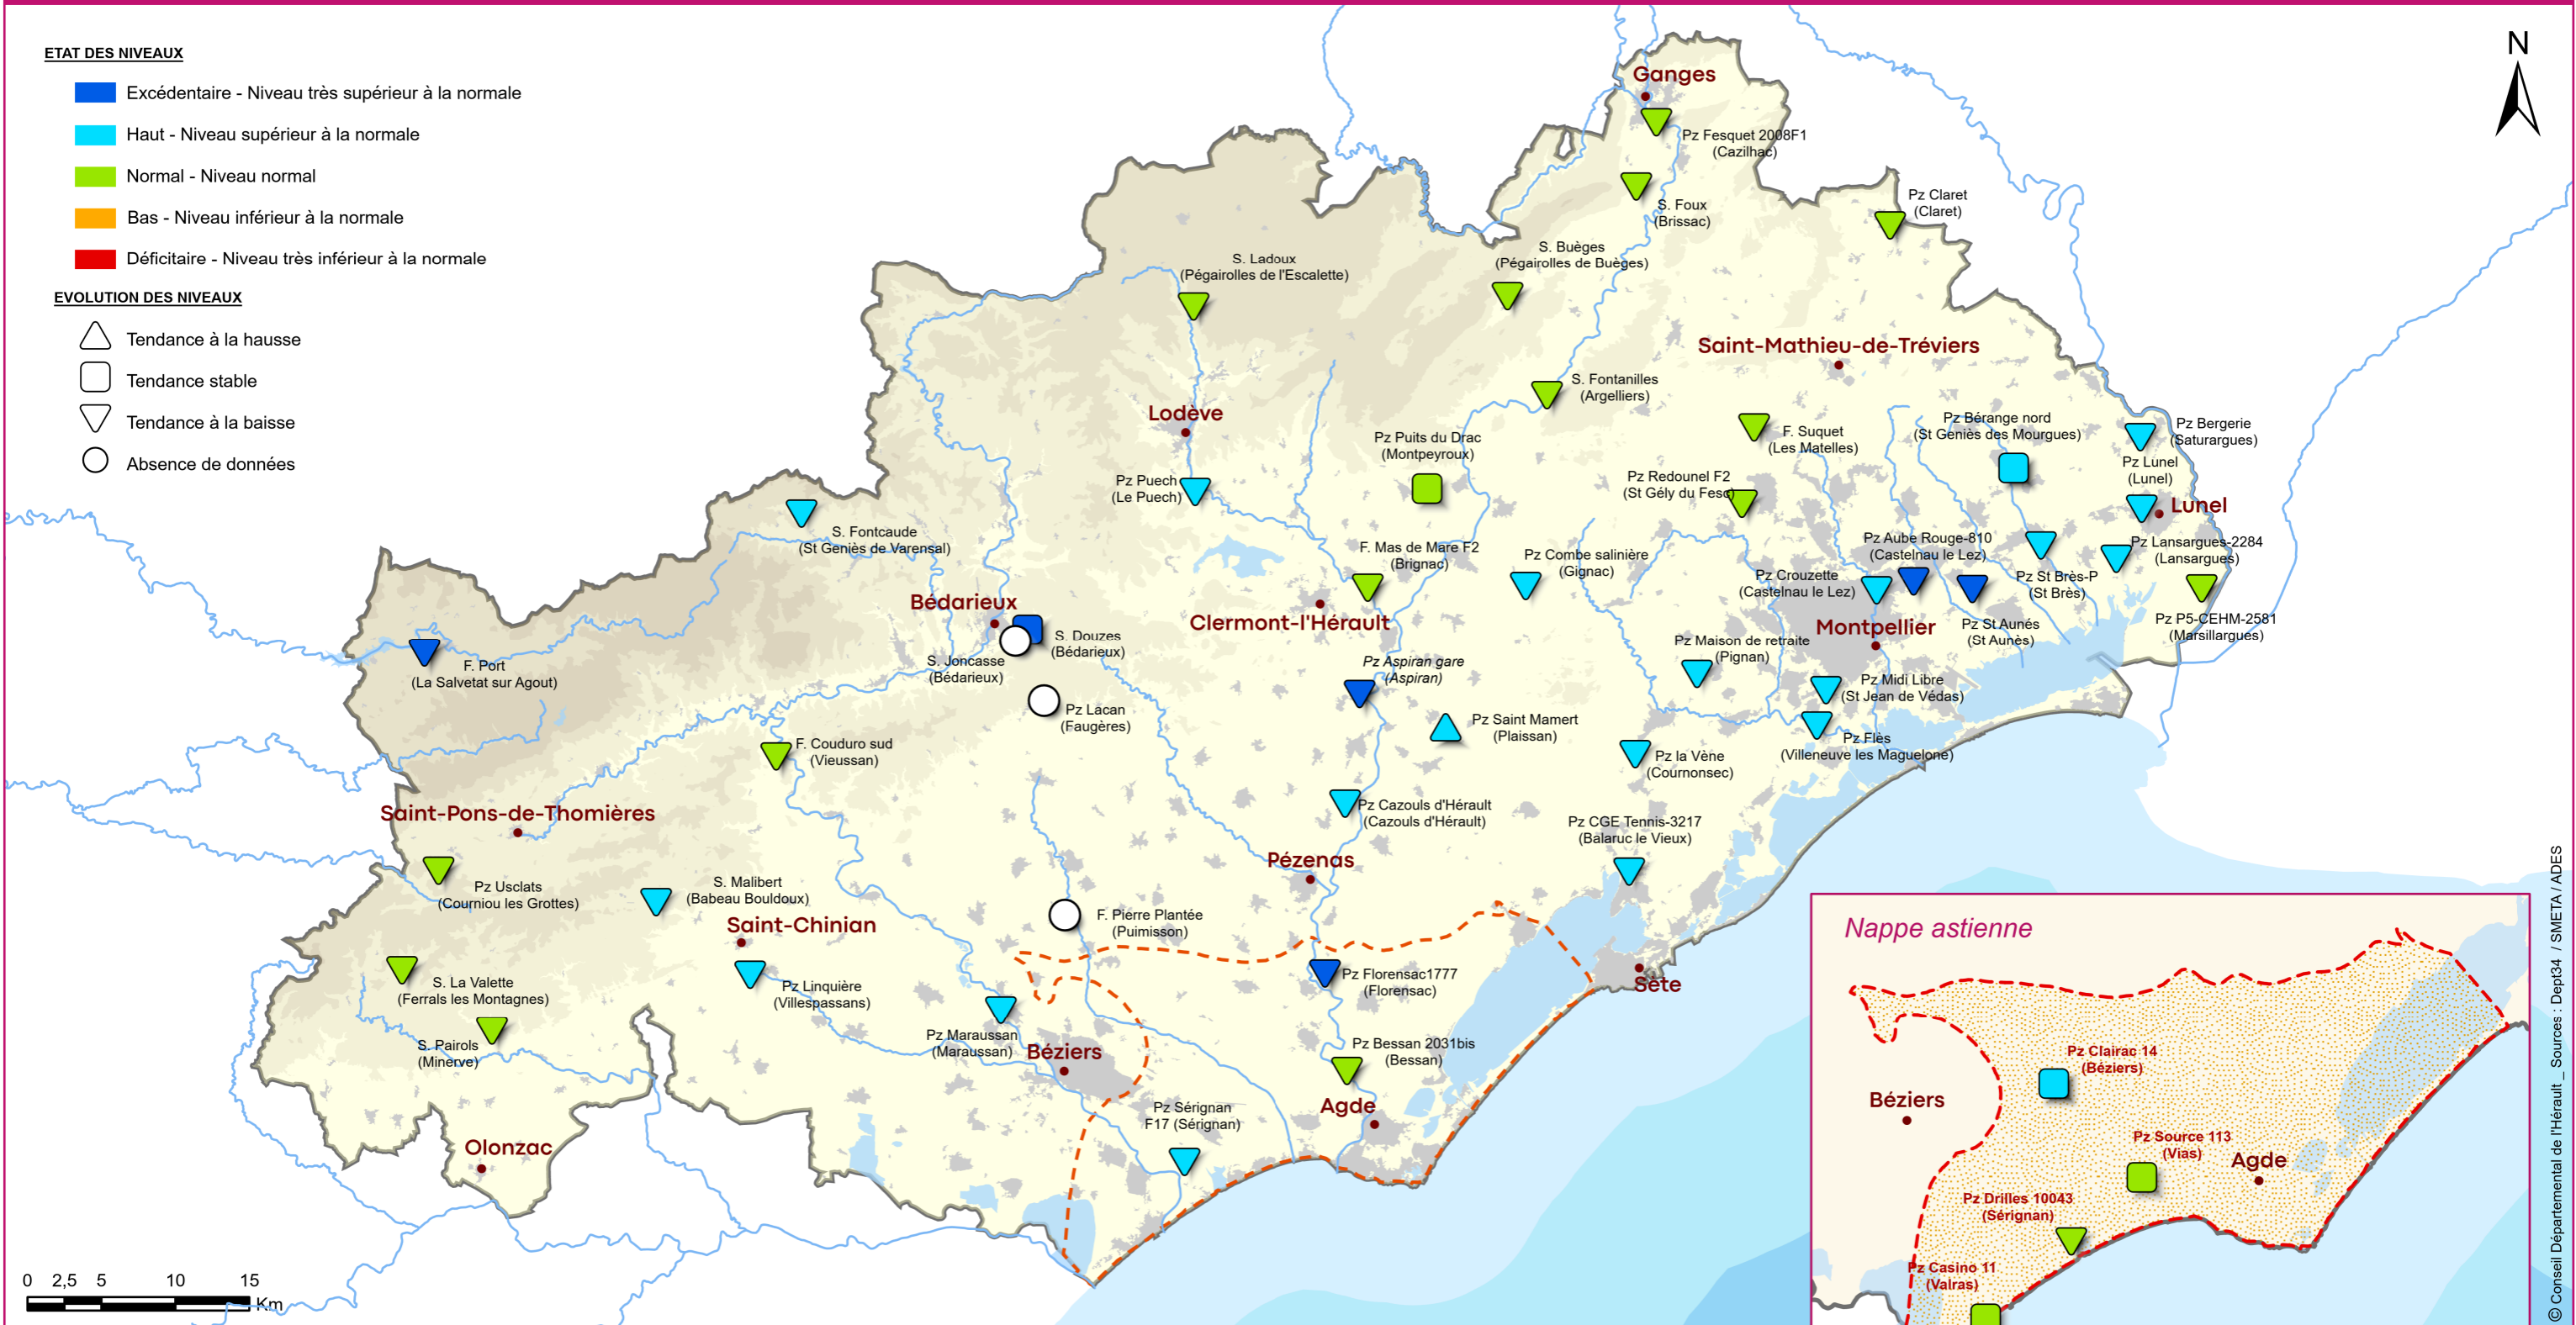 ETAT DES NIVEAUX
Excédentaire - Niveau très supérieur à la normale
Haut - Niveau supérieur à la normale
Normal - Niveau normal
Bas - Niveau inférieur à la normale
Déficitaire - Niveau très inférieur à la normale
EVOLUTION DES NIVEAUX
Tendance à la hausse
Tendance stable
Tendance à la baisse
Absence de données
N
Ganges
Pz Fesquet 2008F1
(Cazilhac)
S. Foux
(Brissac)
Pz Claret
(Claret)
S. Buèges
(Pégairolles de Buèges)
S. Ladoux
(Pégairolles de l'Escalette)
Saint-Mathieu-de-Tréviers
S. Fontanilles
(Argelliers)
Lodève
Pz Puits du Drac
(Montpeyroux)
F. Suquet
(Les Matelles)
Pz Bérange nord
(St Geniès des Mourgues)
Pz Bergerie
(Saturargues)
Pz Lunel
(Lunel)
Lunel
Pz Puech
(Le Puech)
Pz Redounel F2
(St Gély du Fesc)
S. Fontcaude
(St Geniès de Varensal)
F. Mas de Mare F2
(Brignac)
Pz Combe salinière
(Gignac)
Pz Aube Rouge-810
(Castelnau le Lez)
Pz Lansargues-2284
(Lansargues)
Pz Crouzette
(Castelnau le Lez)
Pz St Brès-P
(St Brès)
Bédarieux
Clermont-l'Hérault
Montpellier
Pz St Aunés
(St Aunès)
Pz P5-CEHM-2581
(Marsillargues)
S. Douzes
(Bédarieux)
S. Joncasse
(Bédarieux)
F. Port
(La Salvetat sur Agout)
Pz Aspiran gare
(Aspiran)
Pz Maison de retraite
(Pignan)
Pz Midi Libre
(St Jean de Védas)
Pz Lacan
(Faugères)
Pz Saint Mamert
(Plaissan)
Pz Flès
(Villeneuve les Maguelone)
F. Couduro sud
(Vieussan)
Pz la Vène
(Cournonsec)
Saint-Pons-de-Thomières
Pz Cazouls d'Hérault
(Cazouls d'Hérault)
Pz CGE Tennis-3217
(Balaruc le Vieux)
Pézenas
Pz Usclats
(Courniou les Grottes)
S. Malibert
(Babeau Bouldoux)
Saint-Chinian
F. Pierre Plantée
(Puimisson)
S. La Valette
(Ferrals les Montagnes)
Pz Linquière
(Villespassans)
Pz Florensac1777
(Florensac)
Sète
S. Pairols
(Minerve)
Pz Maraussan
(Maraussan)
Béziers
Pz Bessan 2031bis
(Bessan)
Agde
Pz Sérignan
F17 (Sérignan)
Olonzac
Nappe astienne
Pz Clairac 14
(Béziers)
Béziers
Pz Source 113
(Vias)
Agde
Pz Drilles 10043
(Sérignan)
Pz Casino 11
(Valras)
0 2,5 5 10 15
Km
© Conseil Départemental de l'Hérault _ Sources : Dept34 / SMETA / ADES